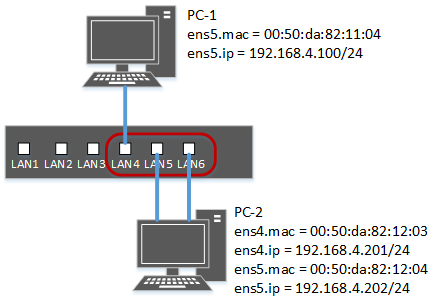 PC-1
ens5.mac = 00:50:da:82:11:04
ens5.ip = 192.168.4.100/24
LAN1 LAN2 LAN3 LAN4 LAN5 LAN6
PC-2
ens4.mac = 00:50:da:82:12:03
ens4.ip = 192.168.4.201/24
ens5.mac = 00:50:da:82:12:04
ens5.ip = 192.168.4.202/24